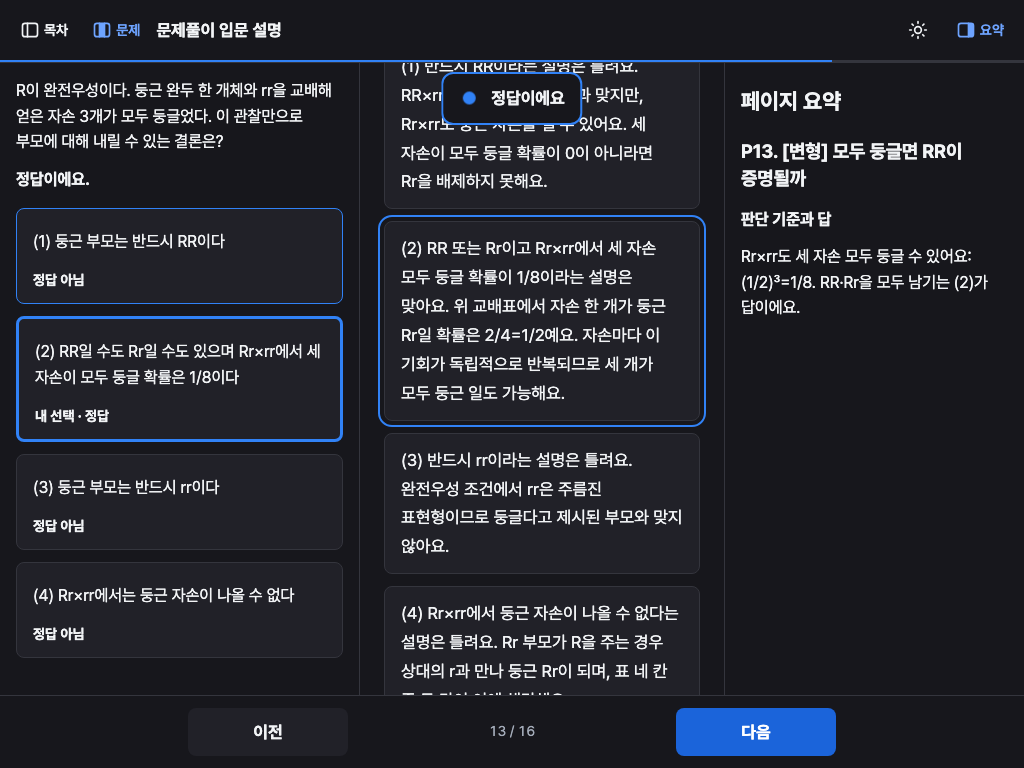 목차
문제
문제풀이 입문 설명
요약
R이 완전우성이다. 둥근 완두 한 개체와 rr을 교배해
얻은 자손 3개가 모두 둥글었다. 이 관찰만으로
부모에 대해 내릴 수 있는 결론은?
정답이에요.
(1) 둥근 부모는 반드시 RR이다
정답 아님
(2) RR일 수도 Rr일 수도 있으며 Rr×rr에서 세
자손이 모두 둥글 확률은 1/8이다
내 선택 · 정답
(3) 둥근 부모는 반드시 rr이다
정답 아님
(4) Rr×rr에서는 둥근 자손이 나올 수 없다
정답 아님
(1) 반드시 RR이라는 설명은 틀려요.
정답이에요
맞지만,
Rr×rr도 둥근 자손을 낼 수 있어요. 세
자손이 모두 둥글 확률이 0이 아니라면
Rr을 배제하지 못해요.
(2) RR 또는 Rr이고 Rr×rr에서 세 자손
모두 둥글 확률이 1/8이라는 설명은
맞아요. 위 교배표에서 자손 한 개가 둥근
Rr일 확률은 2/4=1/2예요. 자손마다 이
기회가 독립적으로 반복되므로 세 개가
모두 둥근 일도 가능해요.
(3) 반드시 rr이라는 설명은 틀려요.
완전우성 조건에서 rr은 주름진
표현형이므로 둥글다고 제시된 부모와 맞지
않아요.
(4) Rr×rr에서 둥근 자손이 나올 수 없다는
설명은 틀려요. Rr 부모가 R을 주는 경우
상대의 r과 만나 둥근 Rr이 되며, 표 네 칸
페이지 요약
P13. [변형] 모두 둥글면 RR이
증명될까
판단 기준과 답
Rr×rr도 세 자손 모두 둥글 수 있어요:
(1/2)³=1/8. RR·Rr을 모두 남기는 (2)가
답이에요.
이전
13 / 16
다음